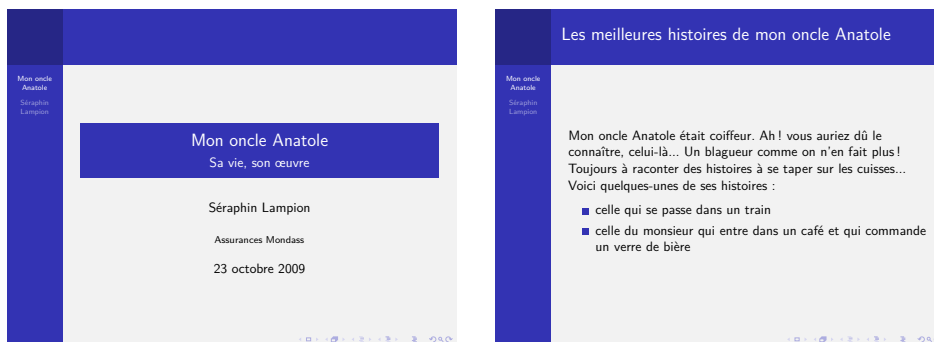 Mon oncle
Anatole
Séraphin
Lampion
Mon oncle Anatole
Sa vie, son œuvre
Séraphin Lampion
Assurances Mondass
23 octobre 2009
Les meilleures histoires de mon oncle Anatole
Mon oncle
Anatole
Séraphin
Lampion
Mon oncle Anatole était coiffeur. Ah ! vous auriez dû le
connaître, celui-là... Un blagueur comme on n'en fait plus !
Toujours à raconter des histoires à se taper sur les cuisses...
Voici quelques-unes de ses histoires :
celle qui se passe dans un train
celle du monsieur qui entre dans un café et qui commande
un verre de bière